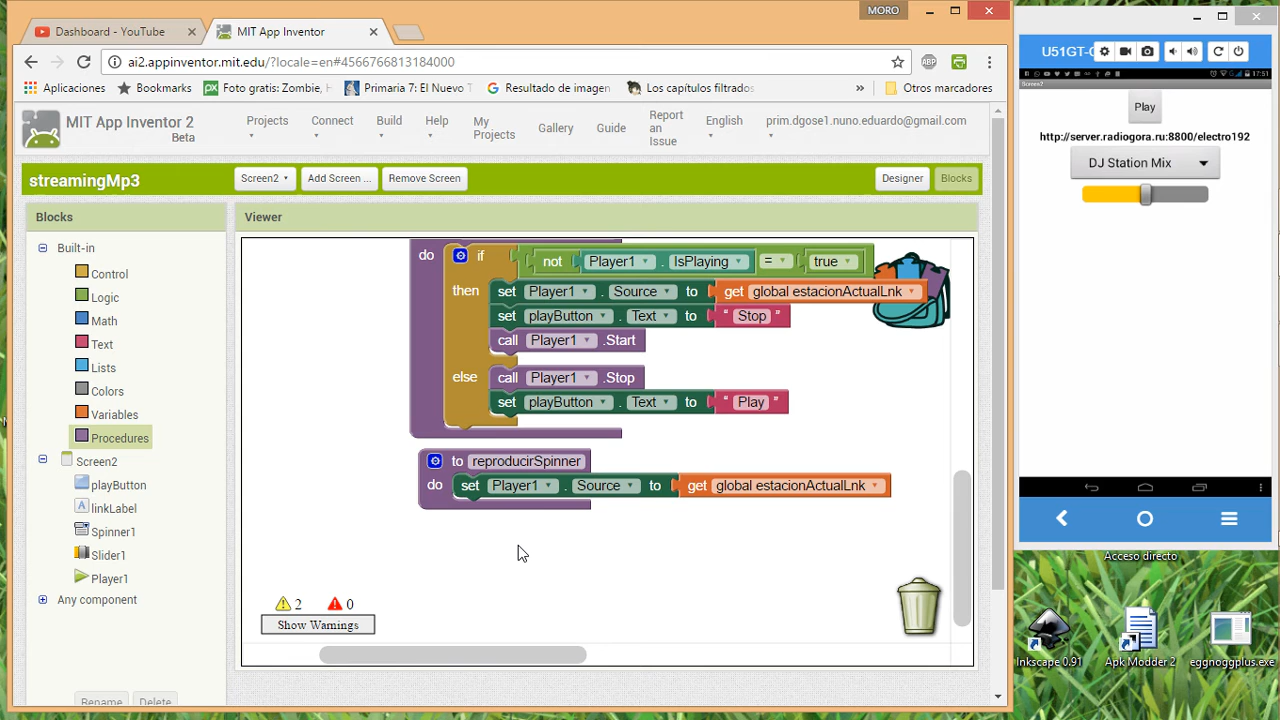 MORO
Dashboard - YouTube
MIT App Inventor
ai2.appinventor.mit.edu/?locale=en#4566766813184000
ABP
Aplicaciones
Bookmarks
Foto gratis: Zombie,
Primaria 7: El Nuevo
Resultado de imagen
Los capítulos filtrados
»
Otros marcadores
MIT App Inventor 2
Beta
Projects
Connect
Build
Help
My Projects
Gallery
Guide
Report an Issue
English
prim.dgose1.nuno.eduardo@gmail.com
streamingMp3
Screen2
Add Screen ...
Remove Screen
Designer
Blocks
Blocks
Viewer
Built-in
Control
Logic
Math
Text
Lists
Colors
Variables
Procedures
Screen2
playButton
linkLabel
Spinner1
Slider1
Player1
Any component
Rename
Delete
do if not Player1 . IsPlaying = true
then set Player1 . Source to get global estacionActualLnk
set playButton . Text to " Stop "
call Player1 .Start
else call Player1 .Stop
set playButton . Text to " Play "
to reproducirSpinner
do set Player1 . Source to get global estacionActualLnk
2 0
Show Warnings
17:51
Screen2
Play
http://server.radiogora.ru:8800/electro192
DJ Station Mix
Acceso directo
Inkscape 0.91
Apk Modder 2
eggnoggplus.exe